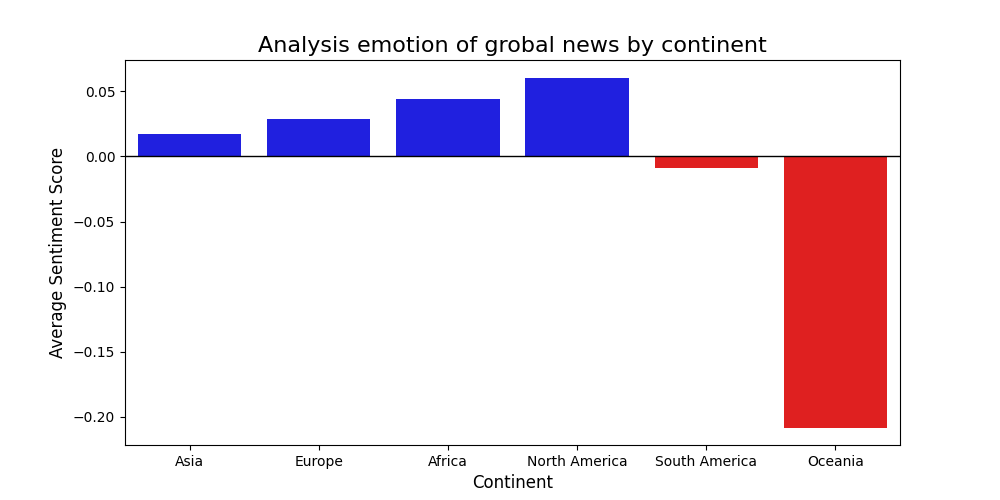 Analysis emotion of grobal news by continent
0.05
0.00
−0.05
−0.10
−0.15
−0.20
Average Sentiment Score
Asia Europe Africa North America South America Oceania
Continent